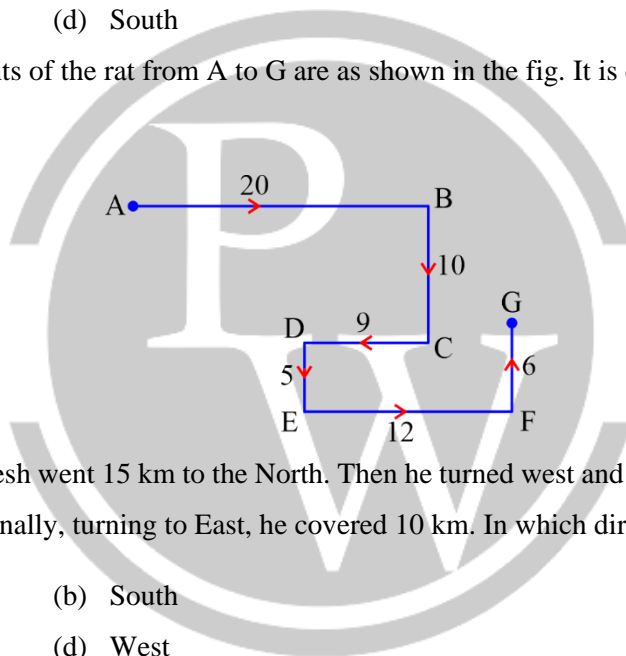 (d) South
nts of the rat from A to G are as shown in the fig. It is
20
A
B
10
G
D
9
C
5
6
E
F
12
esh went 15 km to the North. Then he turned west and
nally, turning to East, he covered 10 km. In which dir
(b) South
(d) West